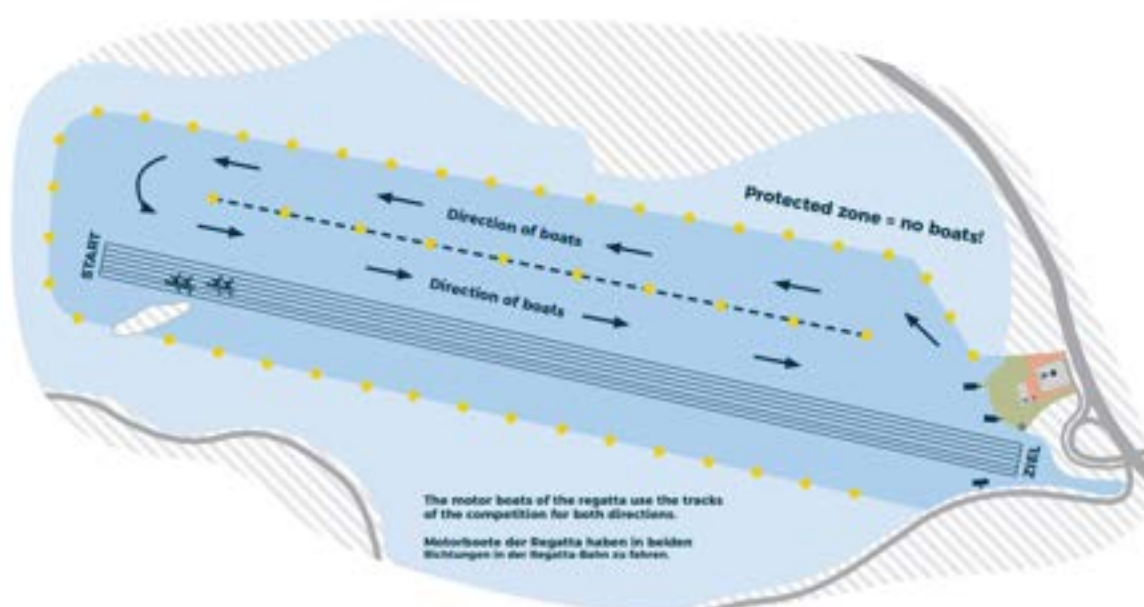 Protected zone = no boats!
Direction of boats
START
Direction of boats
ZIEL
The motor boats of the regatta use the tracks
of the competition for both directions.
Motorboote der Regatta haben in beiden
Richtungen in der Regatta-Bahn zu fahren.